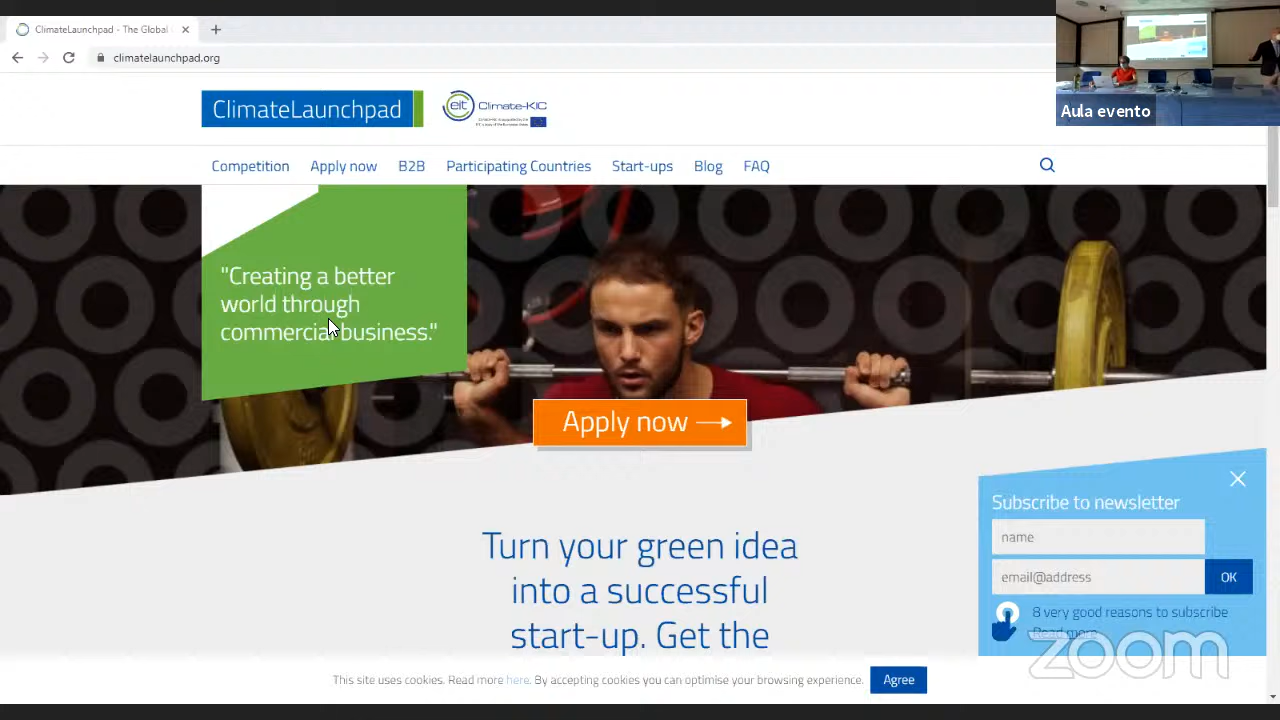 ClimateLaunchpad - The Global
climatelaunchpad.org
Aula evento
ClimateLaunchpad
eit Climate-KIC
Competition Apply now B2B Participating Countries Start-ups Blog FAQ
"Creating a better
world through
commercial business."
Apply now
Turn your green idea
into a successful
start-up. Get the
Subscribe to newsletter
name
email@address
OK
8 very good reasons to subscribe
Read more
zoom
This site uses cookies. Read more here. By accepting cookies you can optimise your browsing experience.
Agree